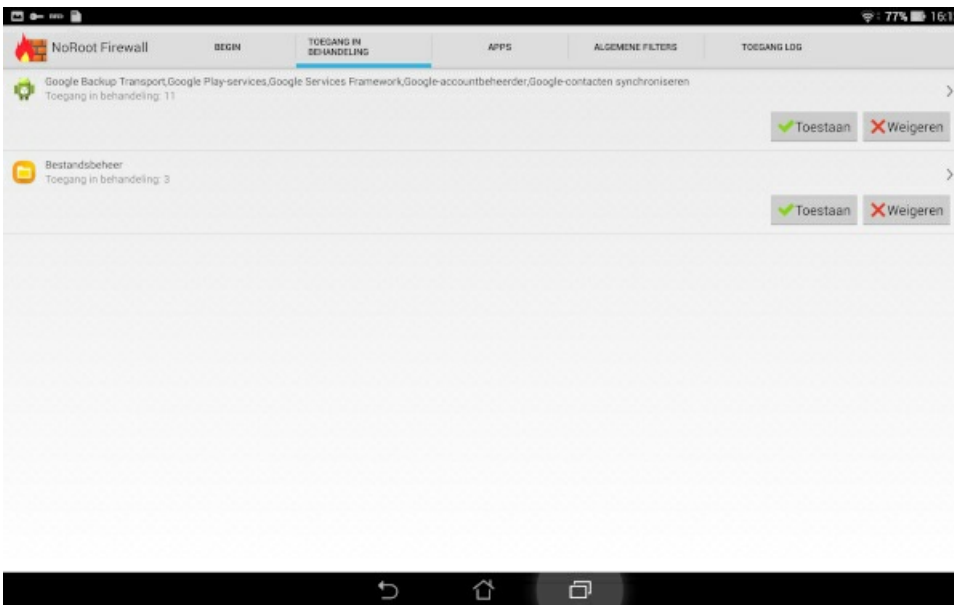 77% 16:1
NoRoot Firewall
BEGIN
TOEGANG IN
BEHANDELING
APPS
ALGEMENE FILTERS
TOEGANG LOG
Google Backup Transport,Google Play-services,Google Services Framework,Google-accountbeheerder,Google-contacten synchroniseren
Toegang in behandeling: 11
Toestaan
Weigeren
Bestandsbeheer
Toegang in behandeling: 3
Toestaan
Weigeren